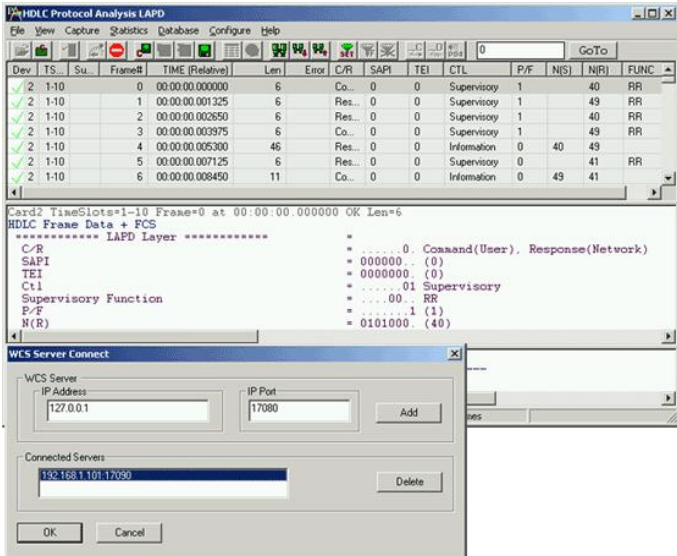 HDLC Protocol Analysis LAPD
File View Capture Statistics Database Configure Help
0 GoTo
Dev TS... Su... Frame# TIME (Relative) Len Error C/R SAPI TEI CTL P/F N(S) N(R) FUNC
2 1-10 0 00:00:00.000000 6 Co... 0 0 Supervisory 1 40 RR
2 1-10 1 00:00:00.001325 6 Res... 0 0 Supervisory 1 49 RR
2 1-10 2 00:00:00.002650 6 Res... 0 0 Supervisory 1 40 RR
2 1-10 3 00:00:00.003975 6 Co... 0 0 Supervisory 1 49 RR
2 1-10 4 00:00:00.005300 46 Res... 0 0 Information 0 40 49
2 1-10 5 00:00:00.007125 6 Res... 0 0 Supervisory 0 41 RR
2 1-10 6 00:00:00.008450 11 Co... 0 0 Information 0 49 41
Card2 TimeSlots=1-10 Frame=0 at 00:00:00.000000 OK Len=6
HDLC Frame Data + FCS
============ LAPD Layer ============ =
C/R = ......0. Command(User), Response(Network)
SAPI = 000000.. (0)
TEI = 0000000. (0)
Ctl = ......01 Supervisory
Supervisory Function = ....00.. RR
P/F = .......1 (1)
N(R) = 0101000. (40)
WCS Server Connect
WCS Server
IP Address
127.0.0.1
IP Port
17080
Add
Connected Servers
192.168.1.101:17090
Delete
OK Cancel